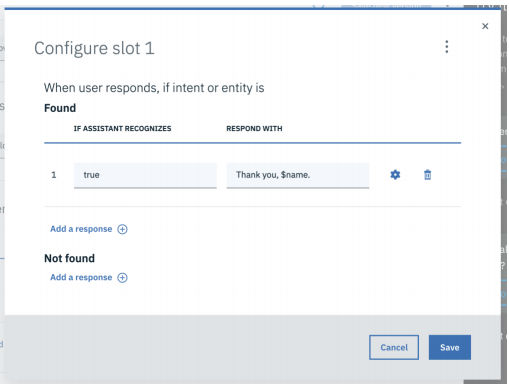 Configure slot 1
When user responds, if intent or entity is
Found
IF ASSISTANT RECOGNIZES RESPOND WITH
1 true Thank you, $name.
Add a response
Not found
Add a response
Cancel Save